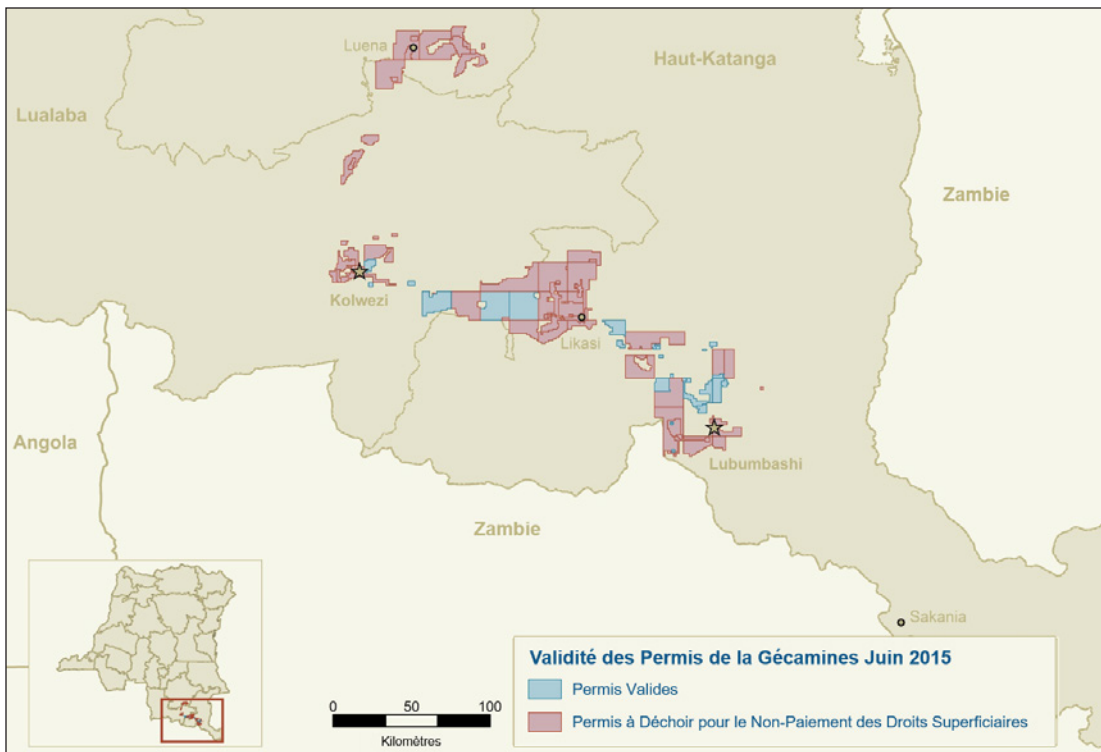 Luena
Haut-Katanga
Lualaba
Zambie
Kolwezi
Likasi
Angola
Lubumbashi
Zambie
Sakania
Validité des Permis de la Gécamines Juin 2015
Permis Valides
Permis à Déchoir pour le Non-Paiement des Droits Superficiaires
0 50 100
Kilomètres